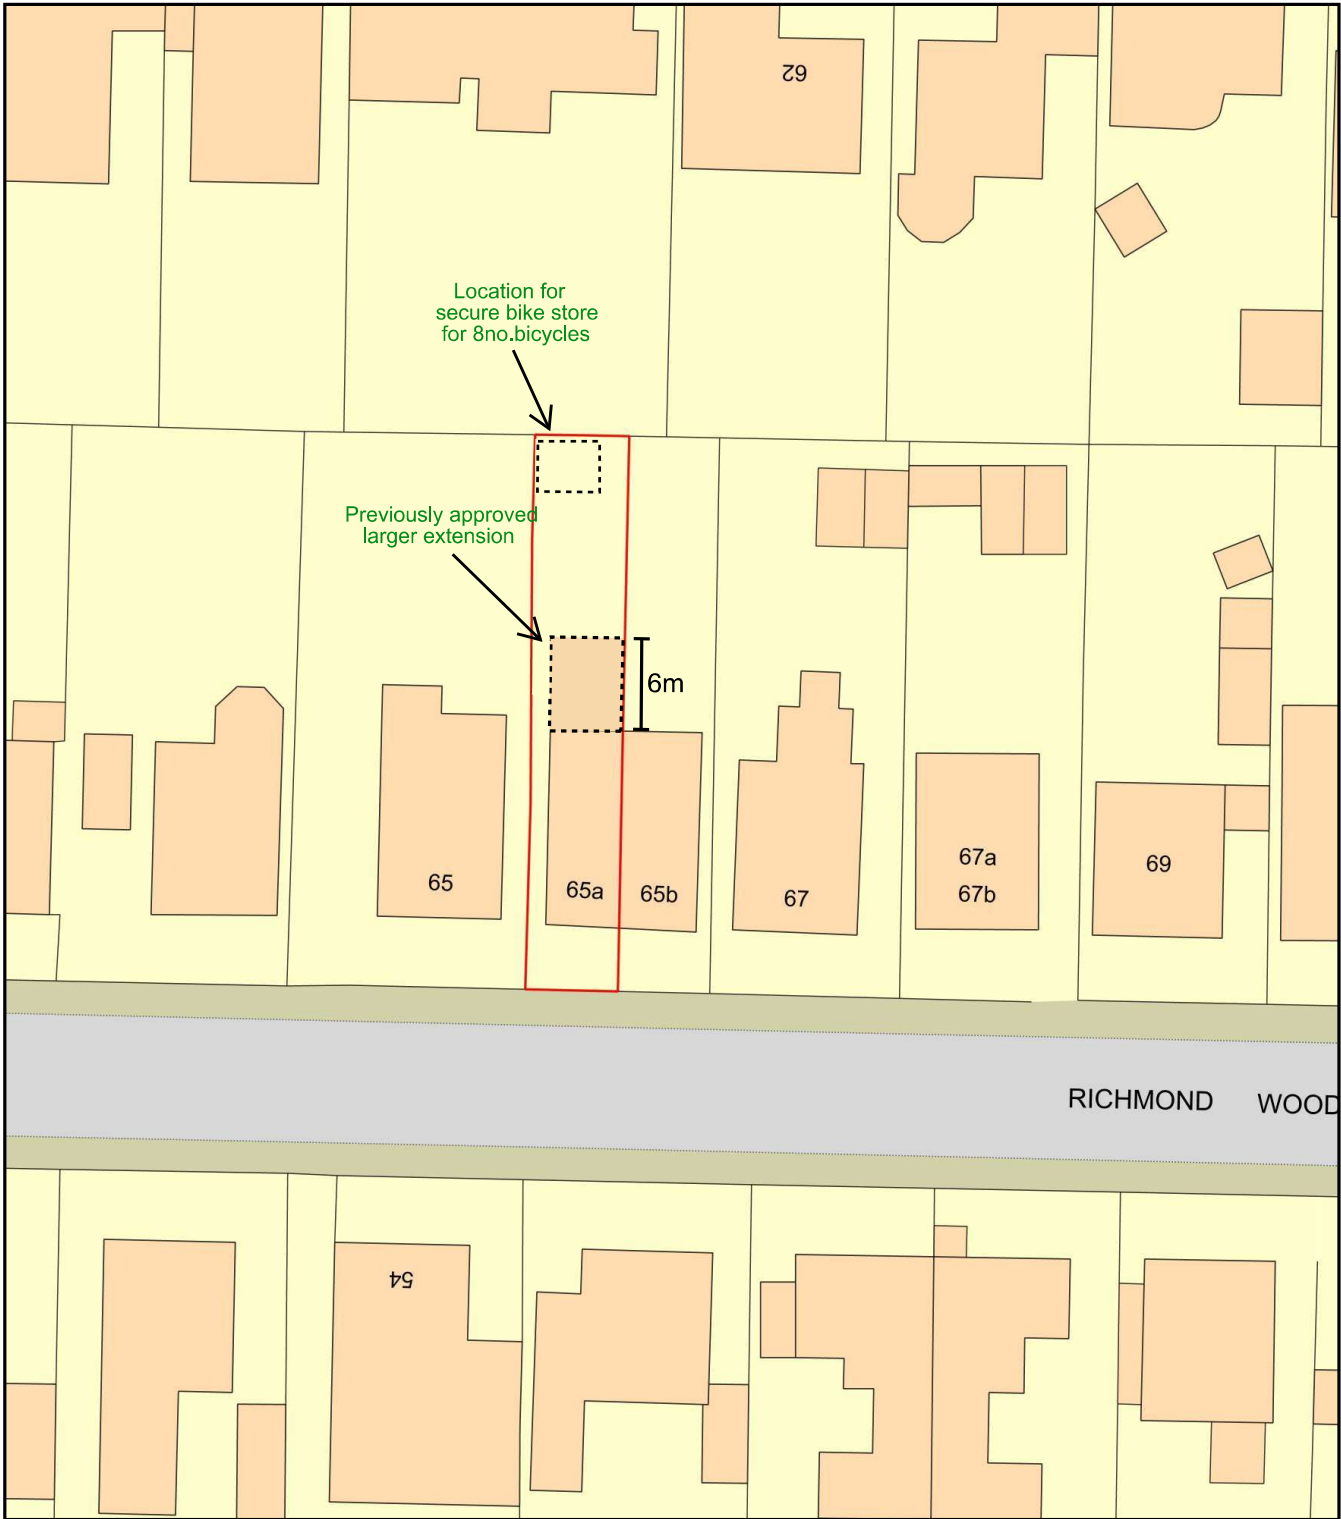 62
Location for
secure bike store
for 8no.bicycles
Previously approved
larger extension
6m
65
65a
65b
67
67a
67b
69
RICHMOND WOOD
54